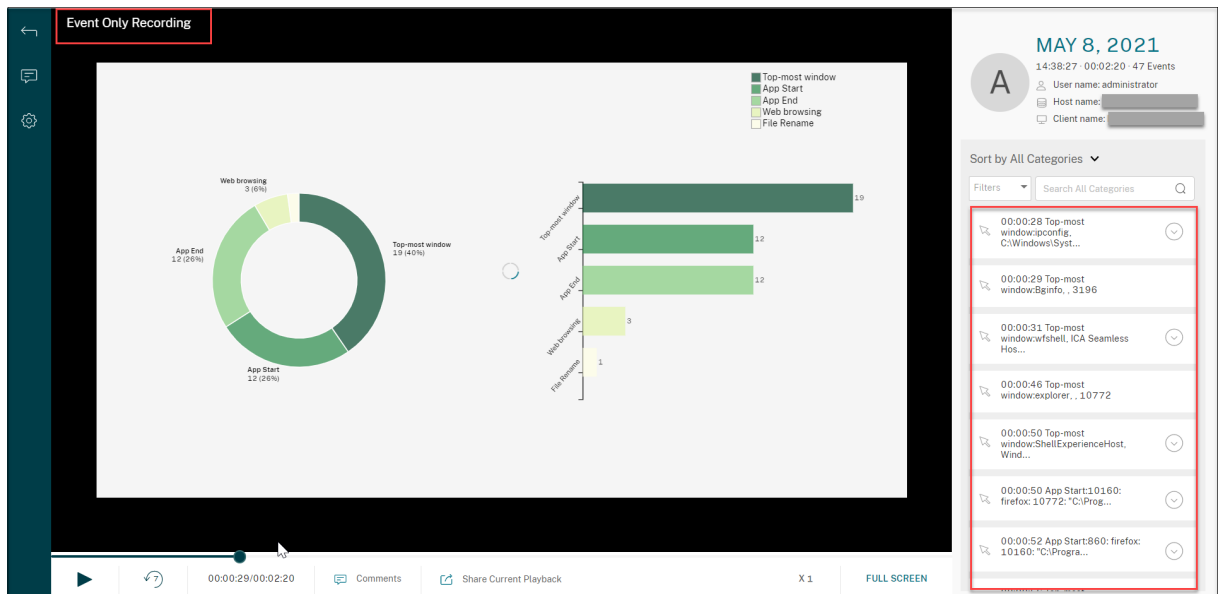 Event Only Recording
Top-most window
App Start
App End
Web browsing
File Rename
Web browsing
3 (6%)
App End
12 (26%)
Top-most window
19 (40%)
App Start
12 (26%)
Top-most window
19
App Start
12
App End
12
Web browsing
3
File Rename
1
7
00:00:29/00:02:20
Comments
Share Current Playback
X 1
FULL SCREEN
A
MAY 8, 2021
14:38:27 · 00:02:20 · 47 Events
User name: administrator
Host name:
Client name:
Sort by All Categories
Filters
Search All Categories
00:00:28 Top-most
window:ipconfig,
C:\Windows\Syst...
00:00:29 Top-most
window:Bginfo, , 3196
00:00:31 Top-most
window:wfshell, ICA Seamless
Hos...
00:00:46 Top-most
window:explorer, , 10772
00:00:50 Top-most
window:ShellExperienceHost,
Wind...
00:00:50 App Start:10160:
firefox: 10772: "C:\Prog...
00:00:52 App Start:860: firefox:
10160: "C:\Progra...